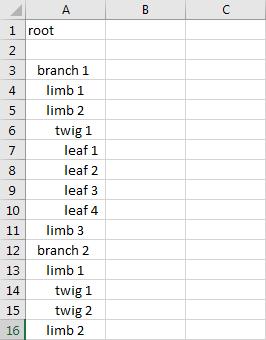 A B C
1 root
2
3 branch 1
4 limb 1
5 limb 2
6 twig 1
7 leaf 1
8 leaf 2
9 leaf 3
10 leaf 4
11 limb 3
12 branch 2
13 limb 1
14 twig 1
15 twig 2
16 limb 2